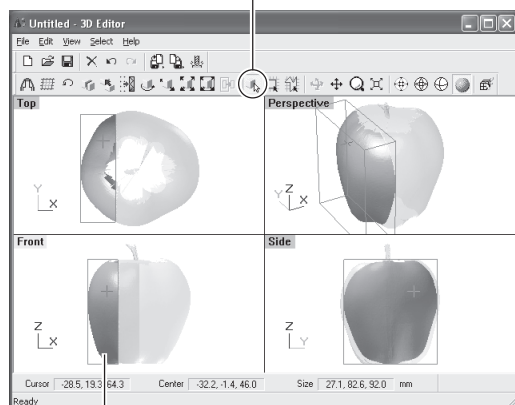 Untitled - 3D Editor
File Edit View Select Help
Top
Perspective
Y
X
Z
Y
X
Front
Side
Z
X
Z
Y
Cursor -28.5, 19.3, 64.3 Center -32.2, -1.4, 46.0 Size 27.1, 82.6, 92.0 mm
Ready